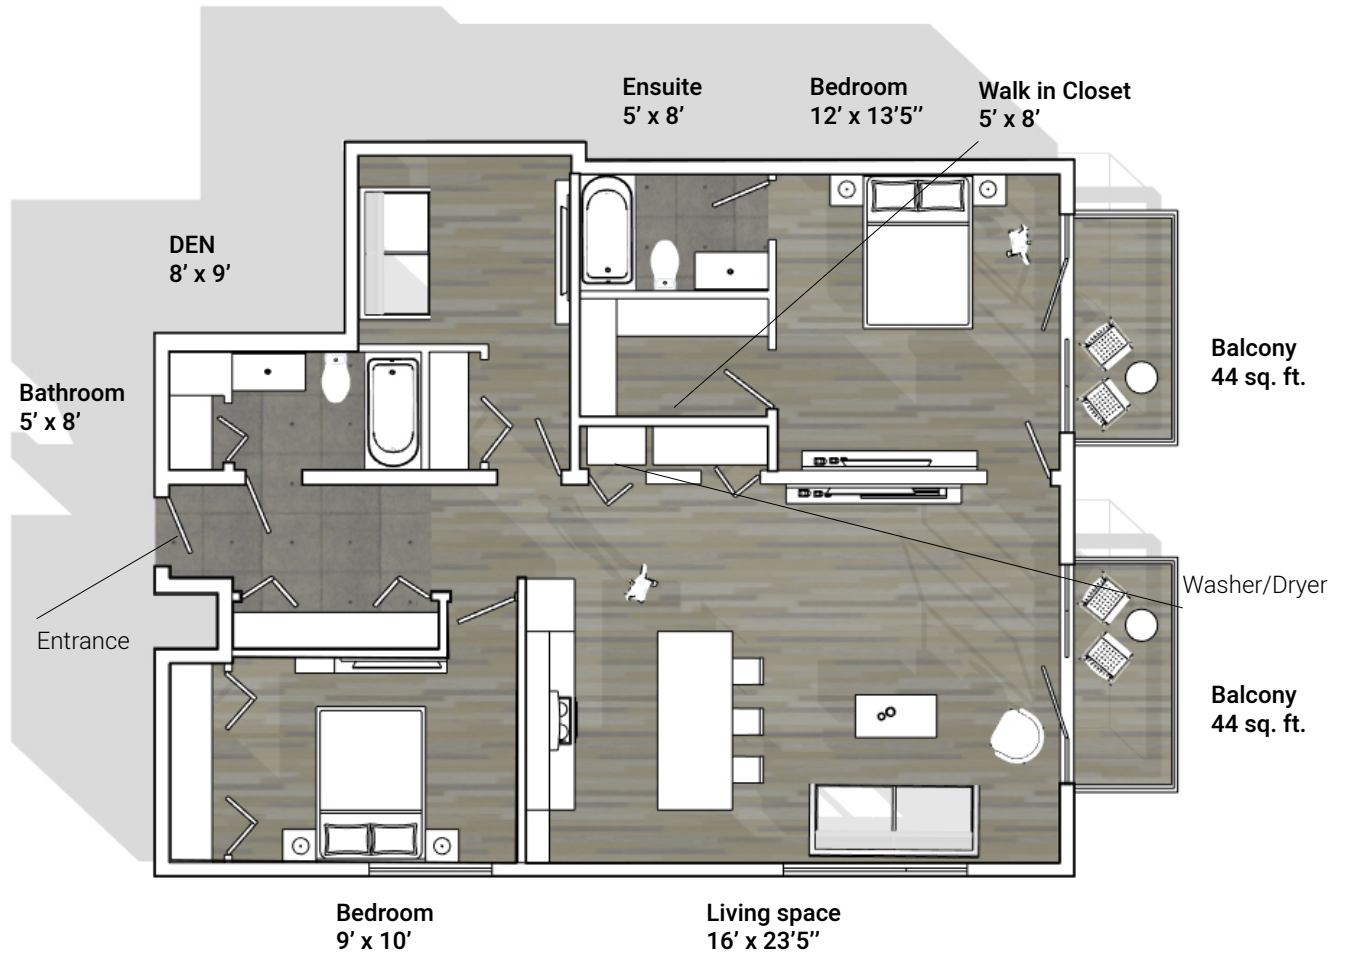 Ensuite
5’ x 8’
Bedroom
12’ x 13’5’’
Walk in Closet
5’ x 8’
DEN
8’ x 9’
Bathroom
5’ x 8’
Balcony
44 sq. ft.
Washer/Dryer
Entrance
Balcony
44 sq. ft.
Bedroom
9’ x 10’
Living space
16’ x 23’5’’